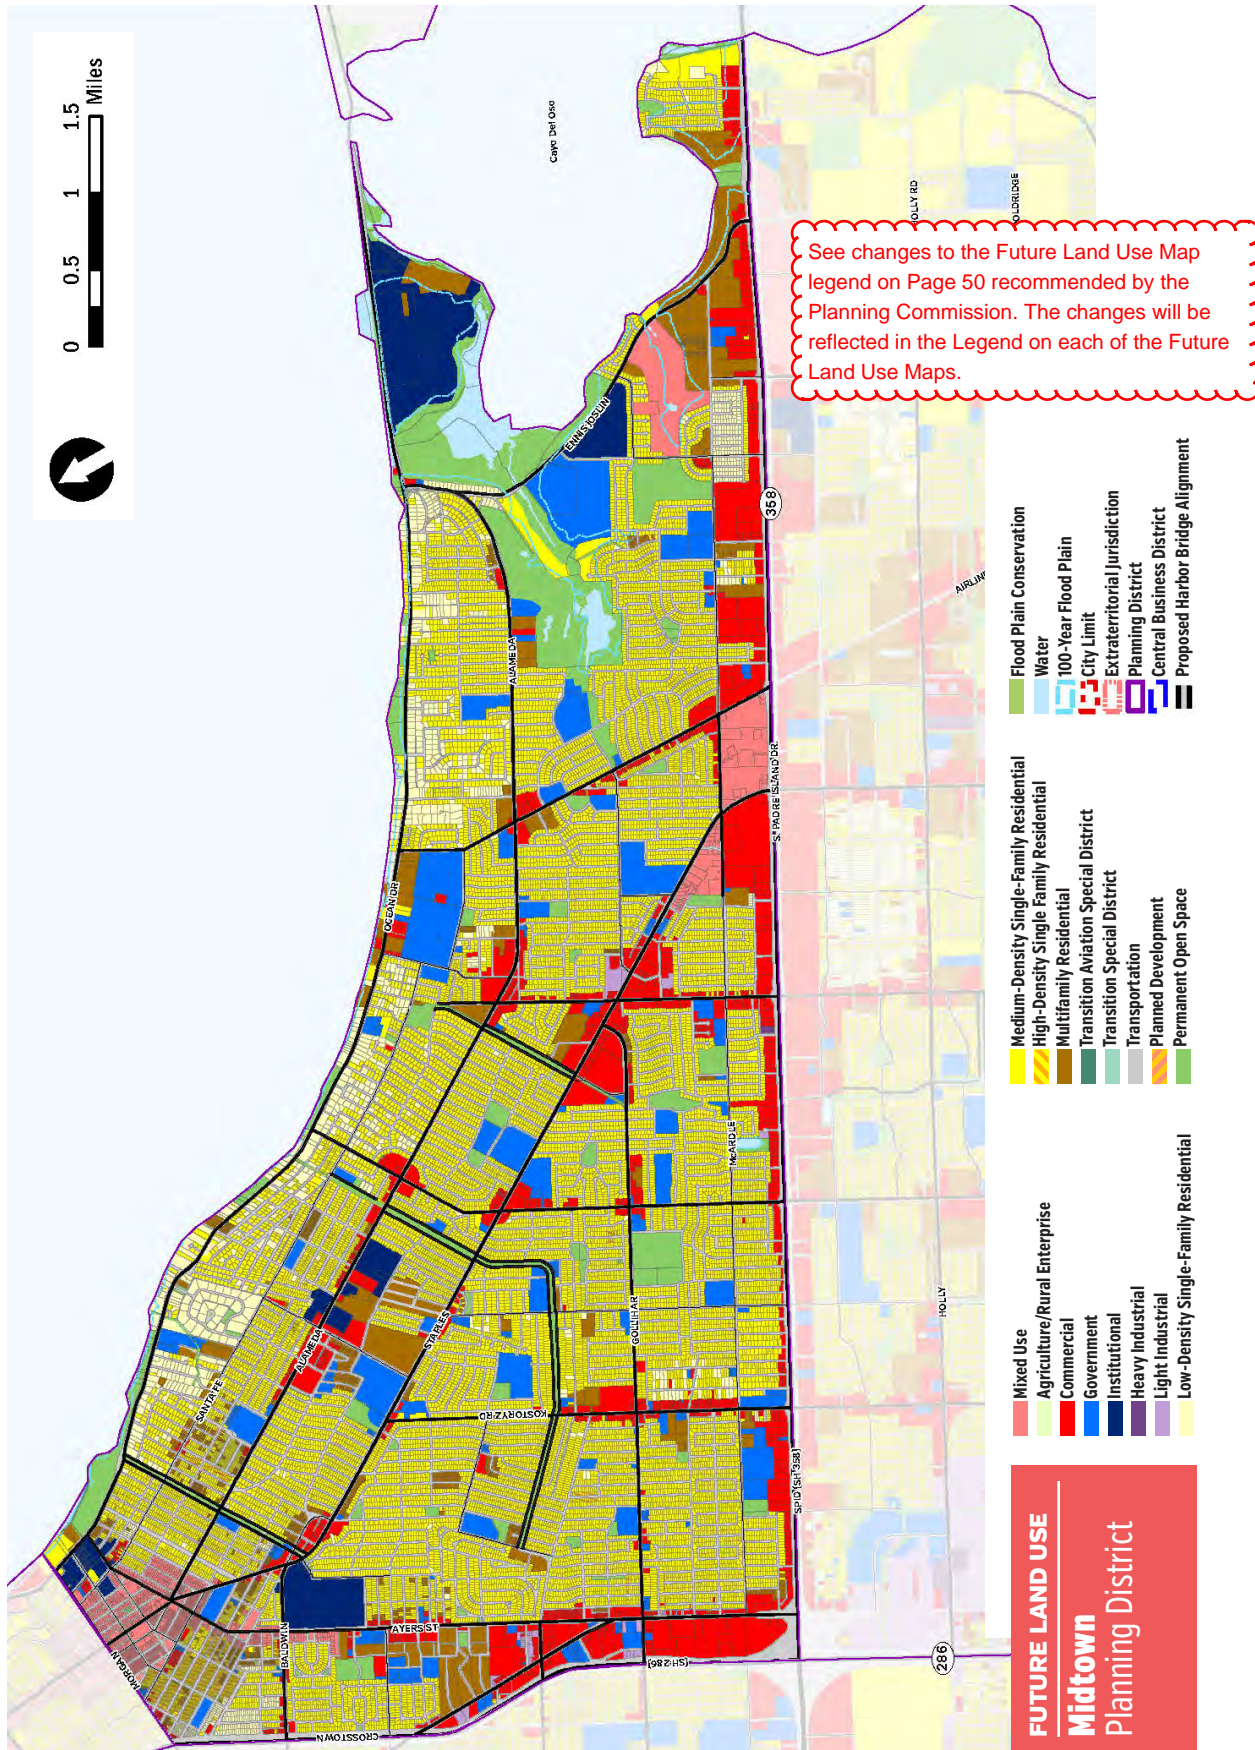 0 0.5 1 1.5
Miles
Cayo Del Oso
HOLLY RD
OLDRIDGE
See changes to the Future Land Use Map
legend on Page 50 recommended by the
Planning Commission. The changes will be
reflected in the Legend on each of the Future
Land Use Maps.
ENNIS JOSLIN
358
ALAMEDA
AIRLINE
S. PADRE ISLAND DR.
OCEAN DR.
McARDLE
GOLLIHAR
HOLLY
STAPLES
ALAMEDA
SANTA FE
KOSTORYZ RD
SPID (SH 358)
BALDWIN
AYERS ST
MORGAN
(SH 286)
286
CROSSTOWN
FUTURE LAND USE
Midtown
Planning District
Mixed Use
Agriculture/Rural Enterprise
Commercial
Government
Institutional
Heavy Industrial
Light Industrial
Low-Density Single-Family Residential
Medium-Density Single-Family Residential
High-Density Single Family Residential
Multifamily Residential
Transition Aviation Special District
Transition Special District
Transportation
Planned Development
Permanent Open Space
Flood Plain Conservation
Water
100-Year Flood Plain
City Limit
Extraterritorial Jurisdiction
Planning District
Central Business District
Proposed Harbor Bridge Alignment